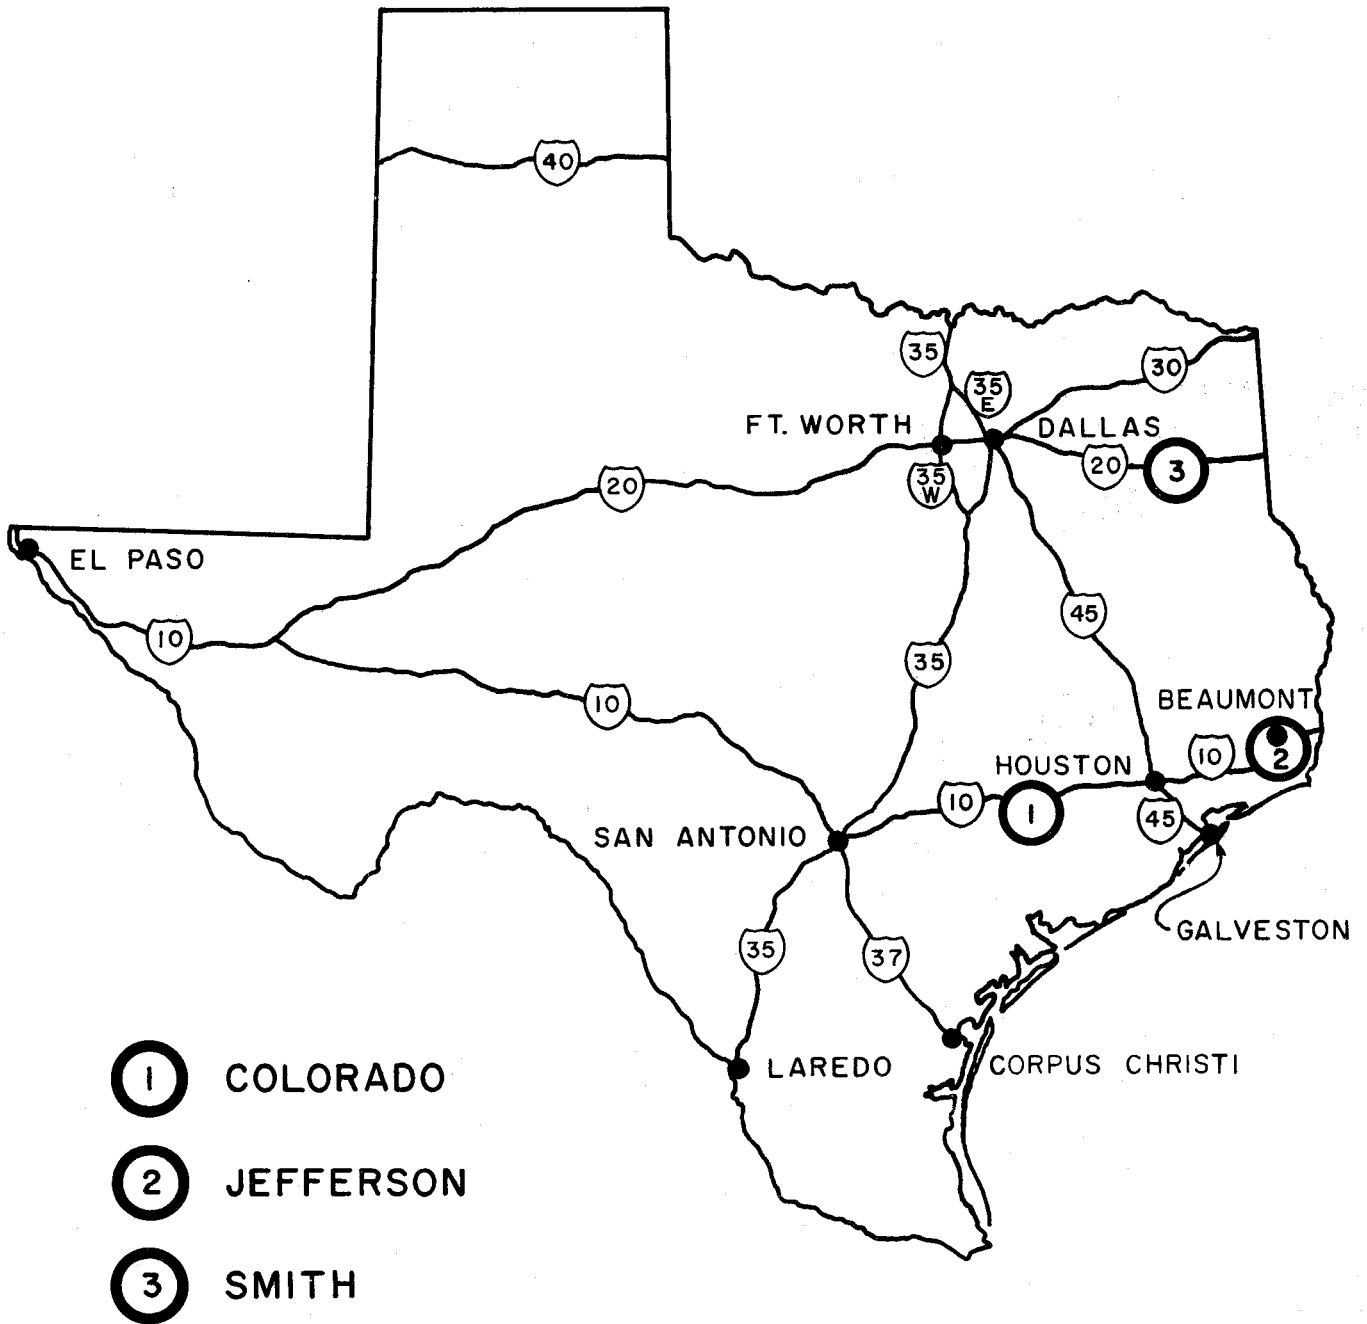 40
35
35
E
30
FT. WORTH
DALLAS
20
35
W
20
3
EL PASO
10
45
35
10
BEAUMONT
HOUSTON
10
2
10
1
45
SAN ANTONIO
GALVESTON
35
37
LAREDO
CORPUS CHRISTI
1 COLORADO
2 JEFFERSON
3 SMITH